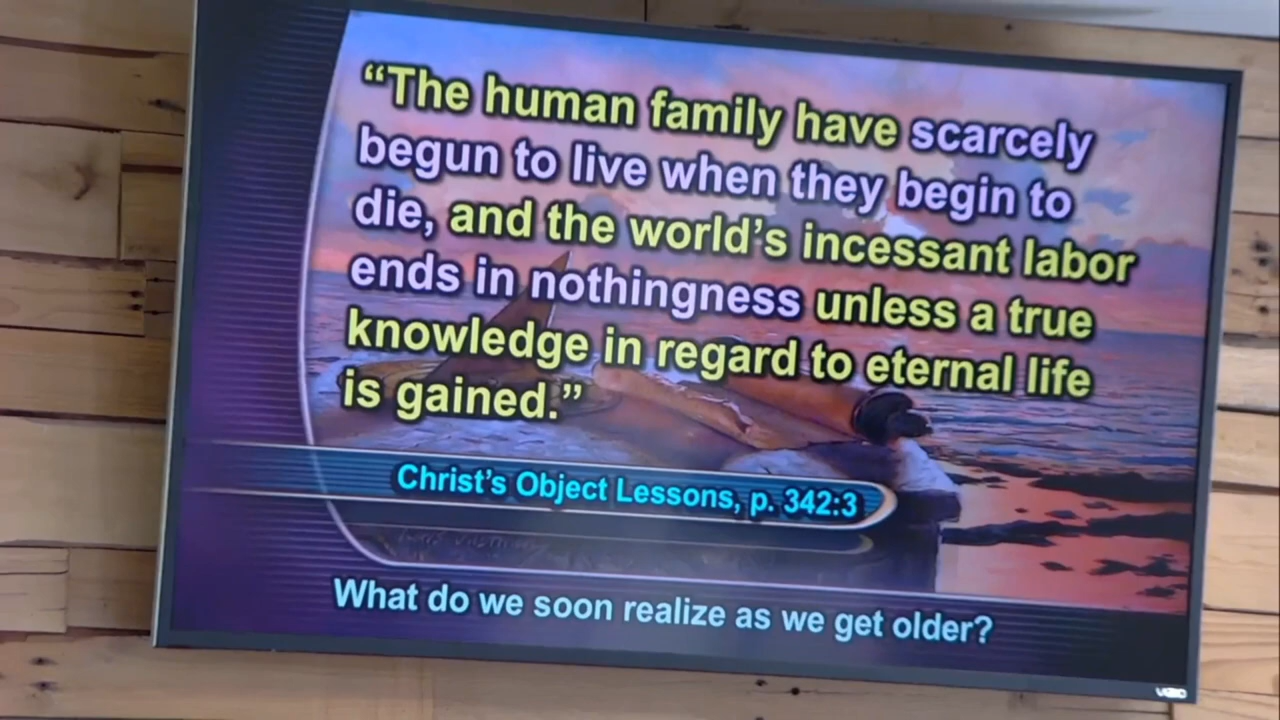 “The human family have scarcely
begun to live when they begin to
die, and the world’s incessant labor
ends in nothingness unless a true
knowledge in regard to eternal life
is gained.”
Christ’s Object Lessons, p. 342:3
What do we soon realize as we get older?
VIZIO